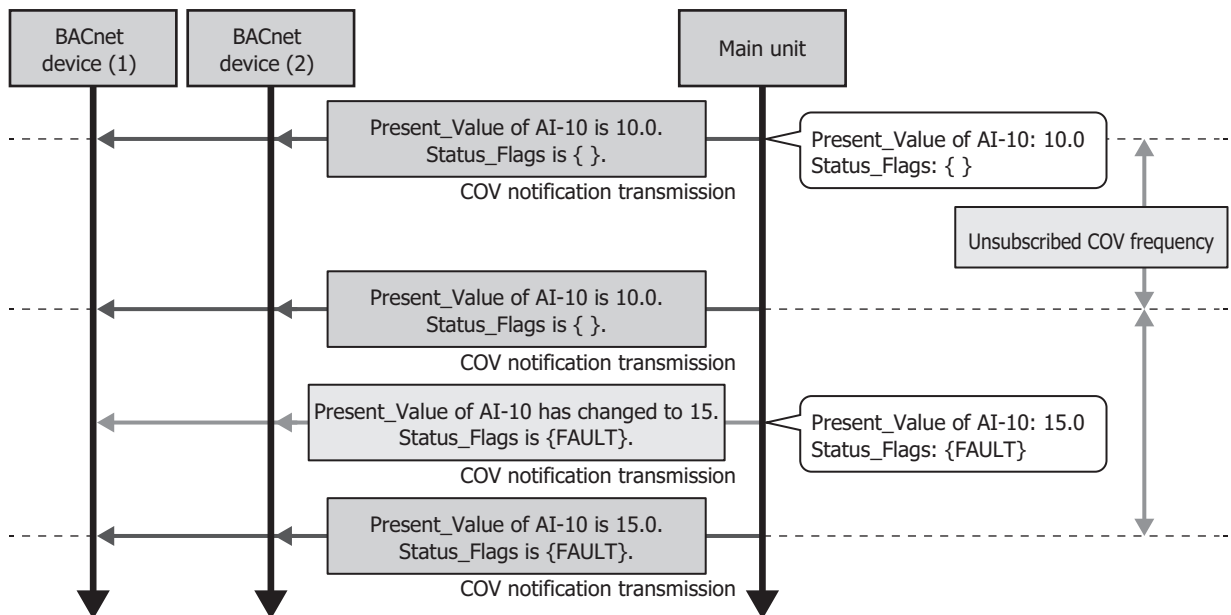 BACnet
device (1)
BACnet
device (2)
Main unit
Present_Value of AI-10 is 10.0.
Status_Flags is { }.
COV notification transmission
Present_Value of AI-10: 10.0
Status_Flags: { }
Unsubscribed COV frequency
Present_Value of AI-10 is 10.0.
Status_Flags is { }.
COV notification transmission
Present_Value of AI-10 has changed to 15.
Status_Flags is {FAULT}.
COV notification transmission
Present_Value of AI-10: 15.0
Status_Flags: {FAULT}
Present_Value of AI-10 is 15.0.
Status_Flags is {FAULT}.
COV notification transmission